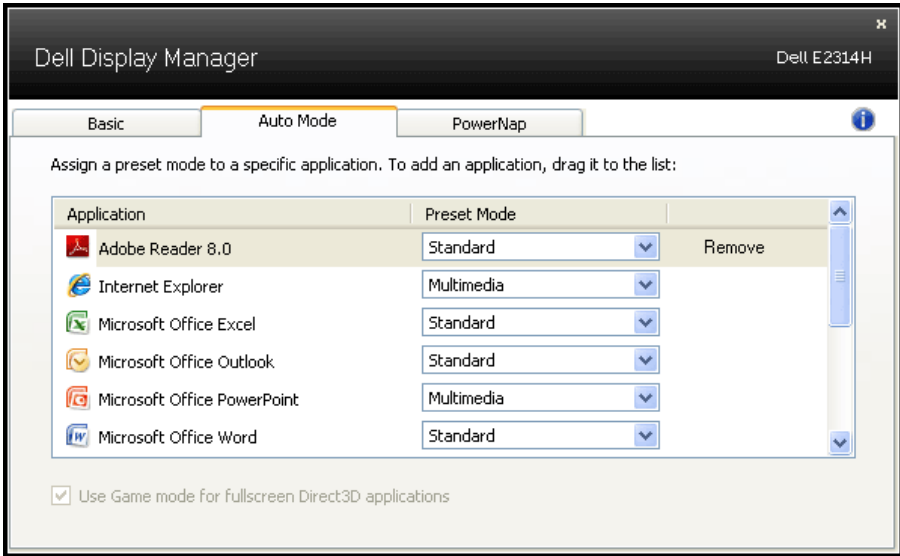 x
Dell Display Manager
Dell E2314H
Basic Auto Mode PowerNap i
Assign a preset mode to a specific application. To add an application, drag it to the list:
Application Preset Mode
Adobe Reader 8.0 Standard Remove
Internet Explorer Multimedia
Microsoft Office Excel Standard
Microsoft Office Outlook Standard
Microsoft Office PowerPoint Multimedia
Microsoft Office Word Standard
Use Game mode for fullscreen Direct3D applications